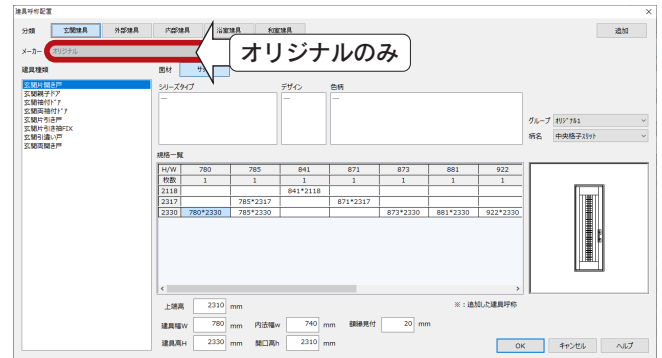 建具呼称配置
分類 玄関建具 外部建具 内部建具 浴室建具 和室建具 追加
メーカー オリジナル
オリジナルのみ
建具種類 面材
玄関片開き戸
玄関親子ドア
玄関袖付ﾄﾞｱ
玄関両袖付ﾄﾞｱ
玄関片引き戸
玄関片引き袖FIX
玄関引違い戸
玄関両開き戸
シリーズタイプ デザイン 色柄
— — —
グループ ｵﾘｼﾞﾅﾙ1
柄名 中央格子ｽﾘｯﾄ
規格一覧
H/W 780 785 841 871 873 881 922
枚数 1 1 1 1 1 1 1
2118 841*2118
2317 785*2317 871*2317
2330 780*2330 785*2330 873*2330 881*2330 922*2330
上端高 2310 mm ※：追加した建具呼称
建具幅W 780 mm 内法幅w 740 mm 額縁見付 20 mm
建具高H 2330 mm 開口高h 2310 mm
OK キャンセル ヘルプ